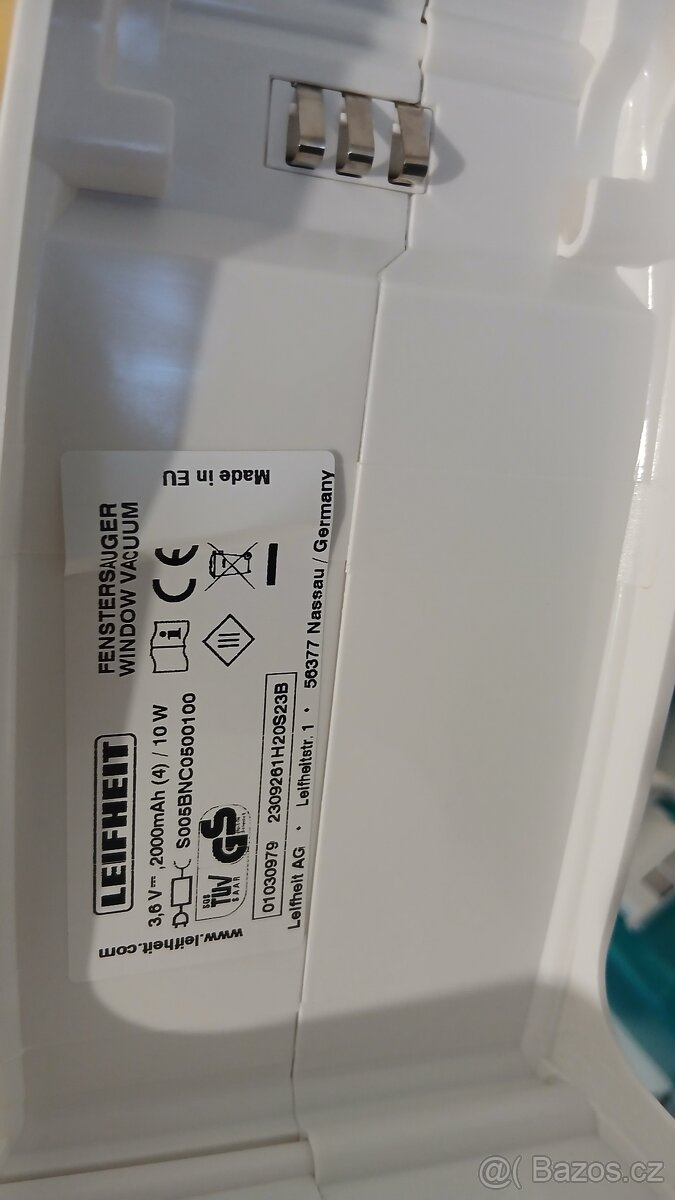 LEIFHEIT
FENSTERSAUGER
WINDOW VACUUM
3,6 V⎓,2000mAh (4) / 10 W
S005BNC0500100
CE
SÜD
TÜV
SAAR
GS
01030979 2309261H20S23B
Leifheit AG • Leifheitstr. 1 • 56377 Nassau / Germany
www.leifheit.com
Made in EU
@( Bazos.cz